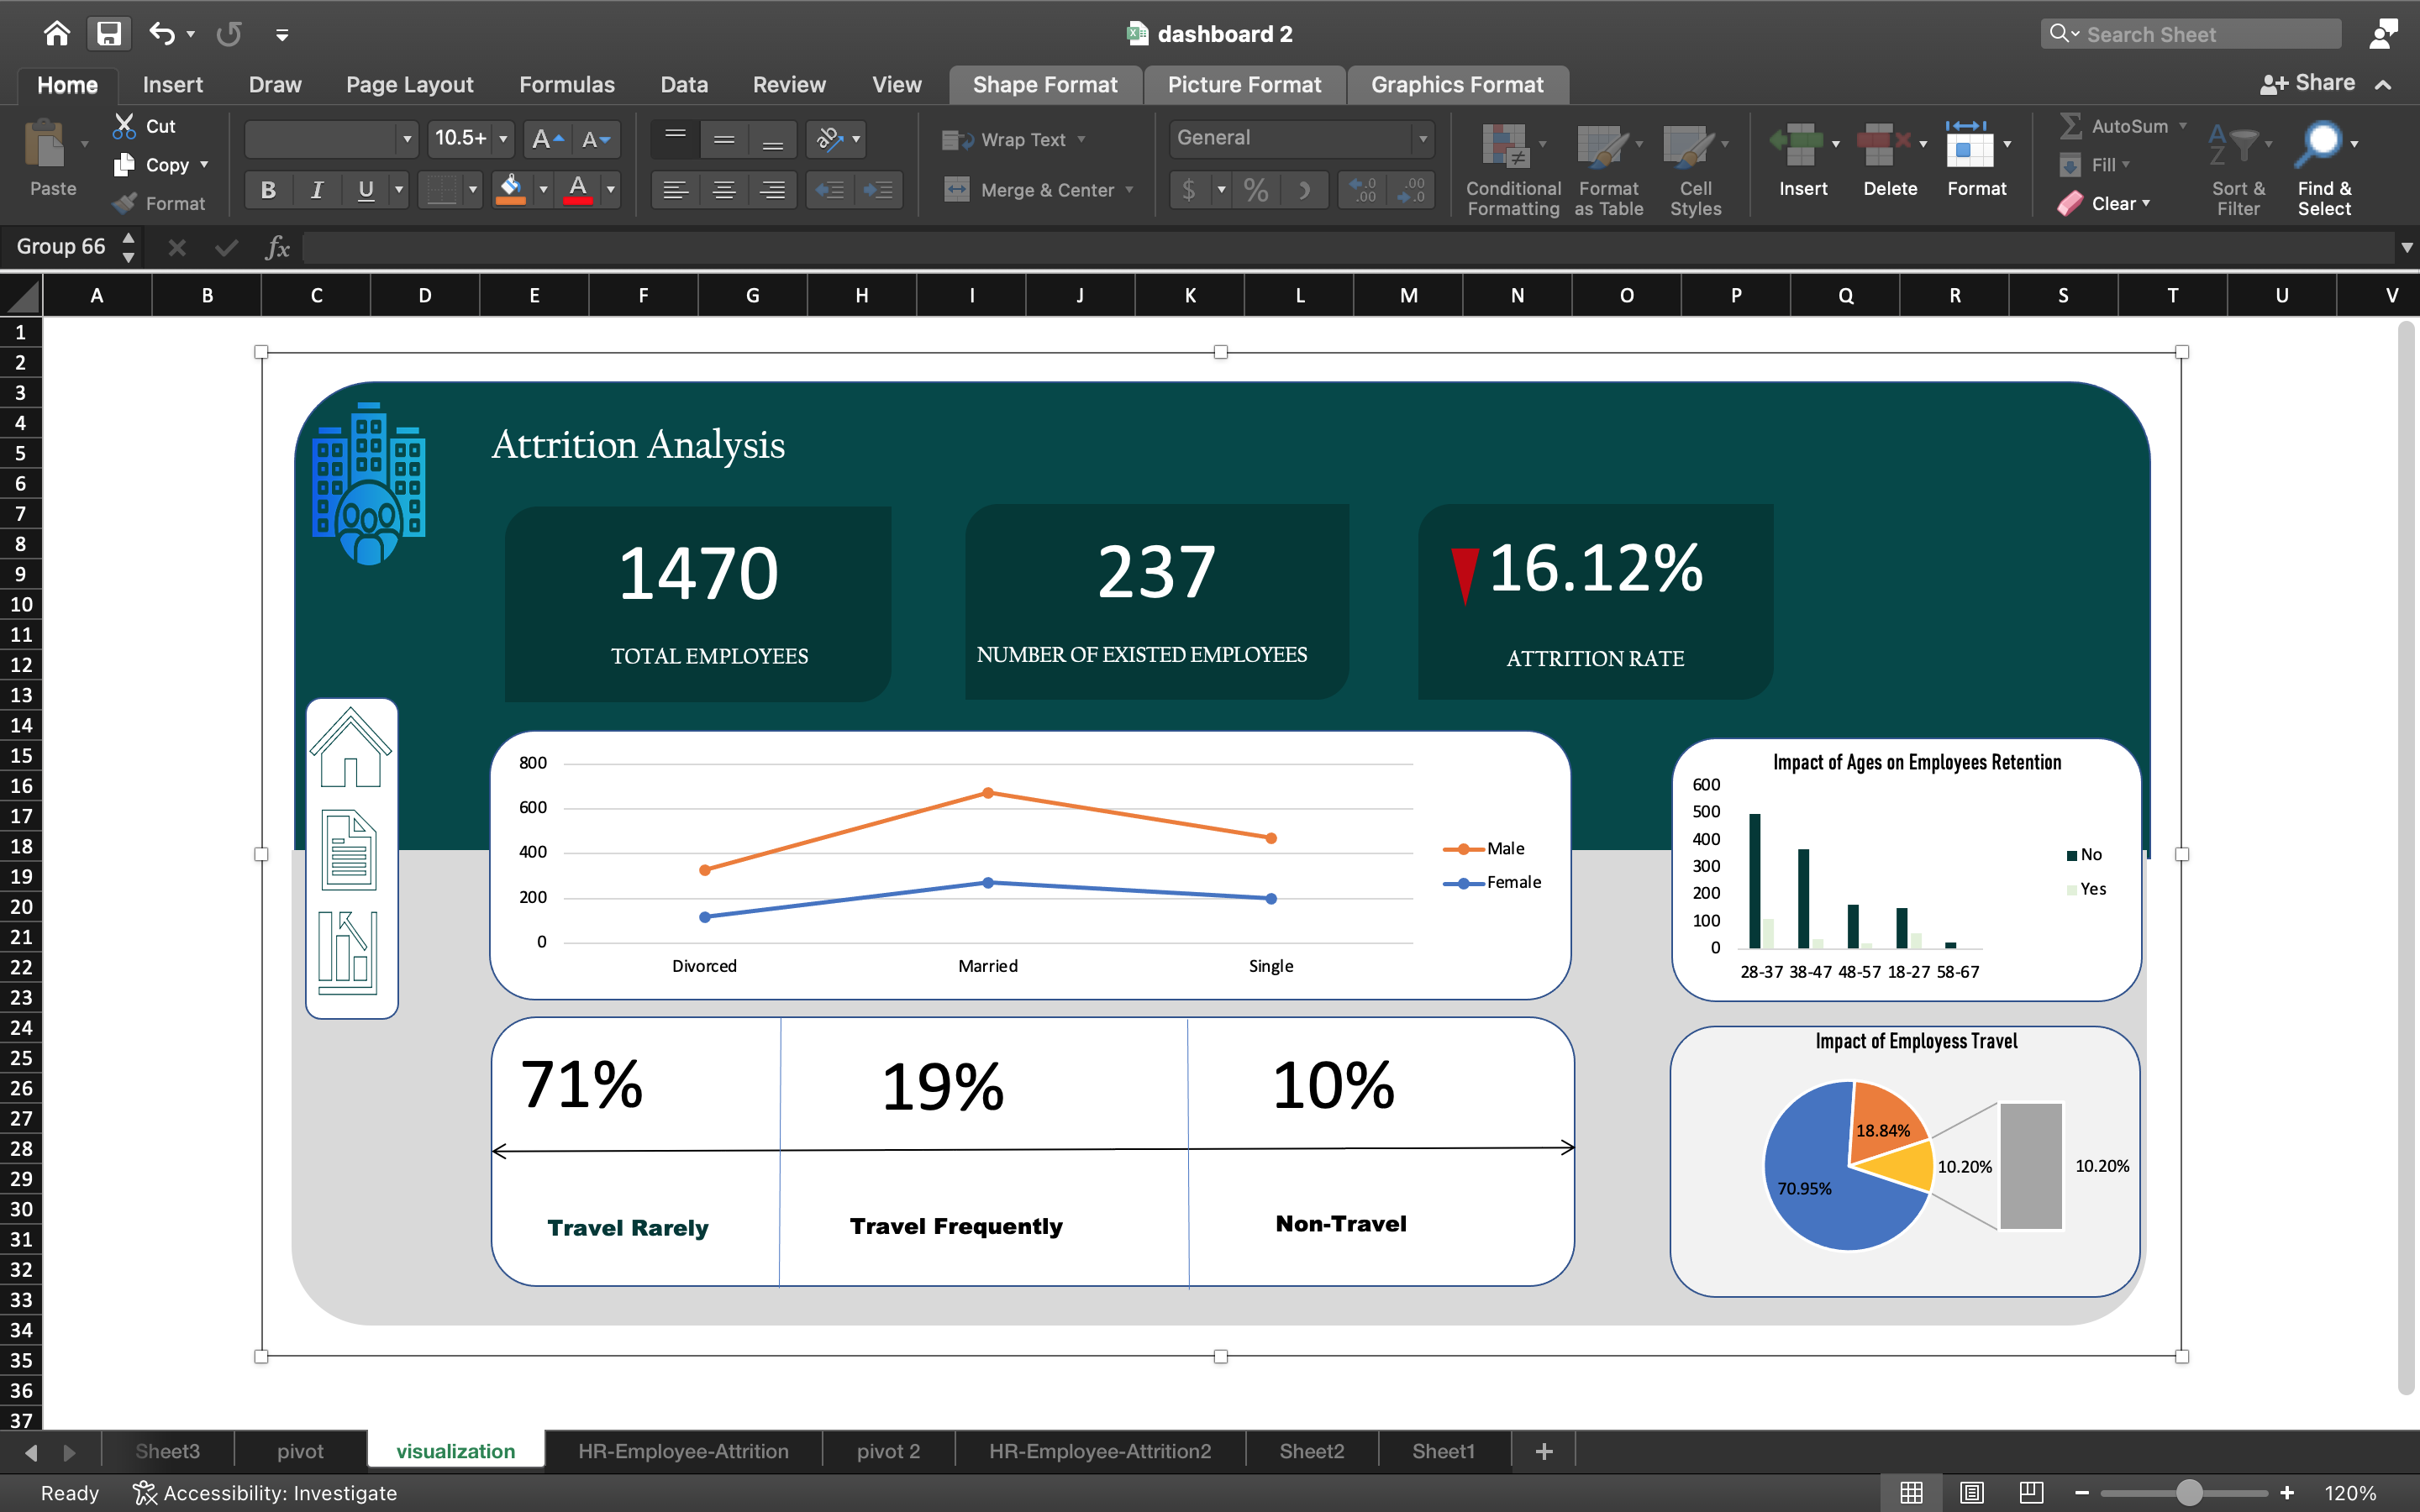 dashboard 2
Search Sheet
Home Insert Draw Page Layout Formulas Data Review View Shape Format Picture Format Graphics Format Share
Paste
Cut
Copy
Format
10.5+
A A
B I U A
ab
Wrap Text
Merge & Center
General
$ % )
.0 .00
.00 .0
Conditional Formatting
Format as Table
Cell Styles
Insert
Delete
Format
AutoSum
Fill
Clear
A Z
Sort & Filter
Find & Select
Group 66
fx
A B C D E F G H I J K L M N O P Q R S T U V
1
2
3
4
5
6
7
8
9
10
11
12
13
14
15
16
17
18
19
20
21
22
23
24
25
26
27
28
29
30
31
32
33
34
35
36
37
Attrition Analysis
1470
TOTAL EMPLOYEES
237
NUMBER OF EXISTED EMPLOYEES
16.12%
ATTRITION RATE
800
600
400
200
0
Divorced Married Single
Male
Female
Impact of Ages on Employees Retention
600
500
400
300
200
100
0
28-37 38-47 48-57 18-27 58-67
No
Yes
71% 19% 10%
Travel Rarely Travel Frequently Non-Travel
Impact of Employess Travel
18.84%
10.20%
10.20%
70.95%
Sheet3 pivot visualization HR-Employee-Attrition pivot 2 HR-Employee-Attrition2 Sheet2 Sheet1 +
Ready Accessibility: Investigate
120%